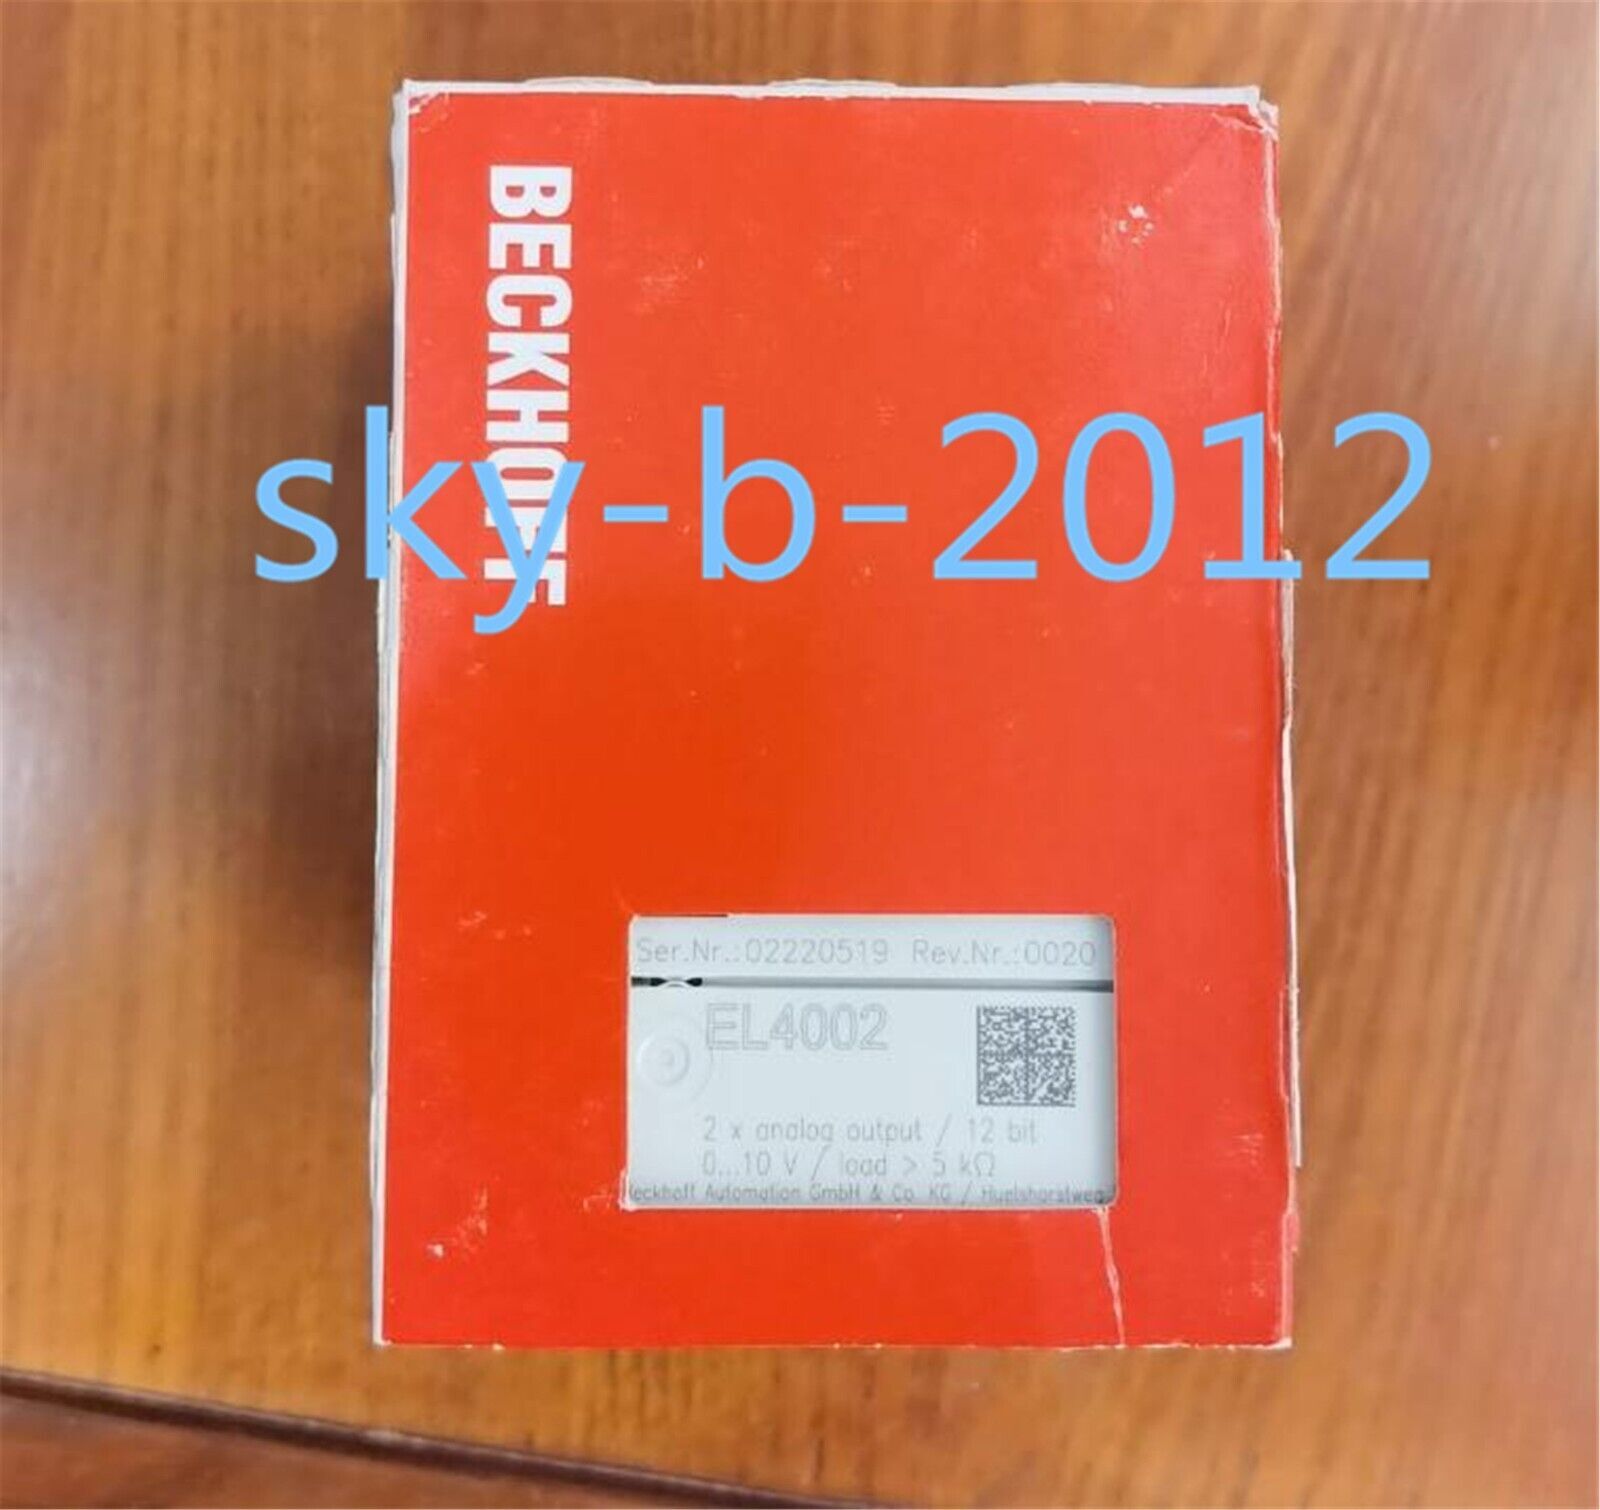 BECKHOFF
sky-b-2012
Ser.Nr.:02220519 Rev.Nr.:0020
EL4002
2 x analog output / 12 bit
0...10 V / load > 5 kΩ
eckhoff Automation GmbH & Co. KG / Huelshorstweg